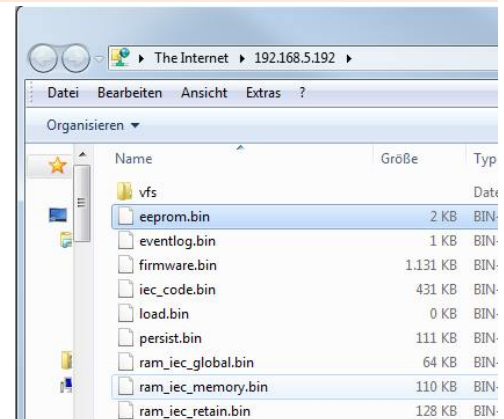 The Internet 192.168.5.192
Datei Bearbeiten Ansicht Extras ?
Organisieren
Name Größe Typ
vfs Date
eeprom.bin 2 KB BIN-
eventlog.bin 1 KB BIN-
firmware.bin 1.131 KB BIN-
iec_code.bin 431 KB BIN-
load.bin 0 KB BIN-
persist.bin 111 KB BIN-
ram_iec_global.bin 64 KB BIN-
ram_iec_memory.bin 110 KB BIN-
ram_iec_retain.bin 128 KB BIN-